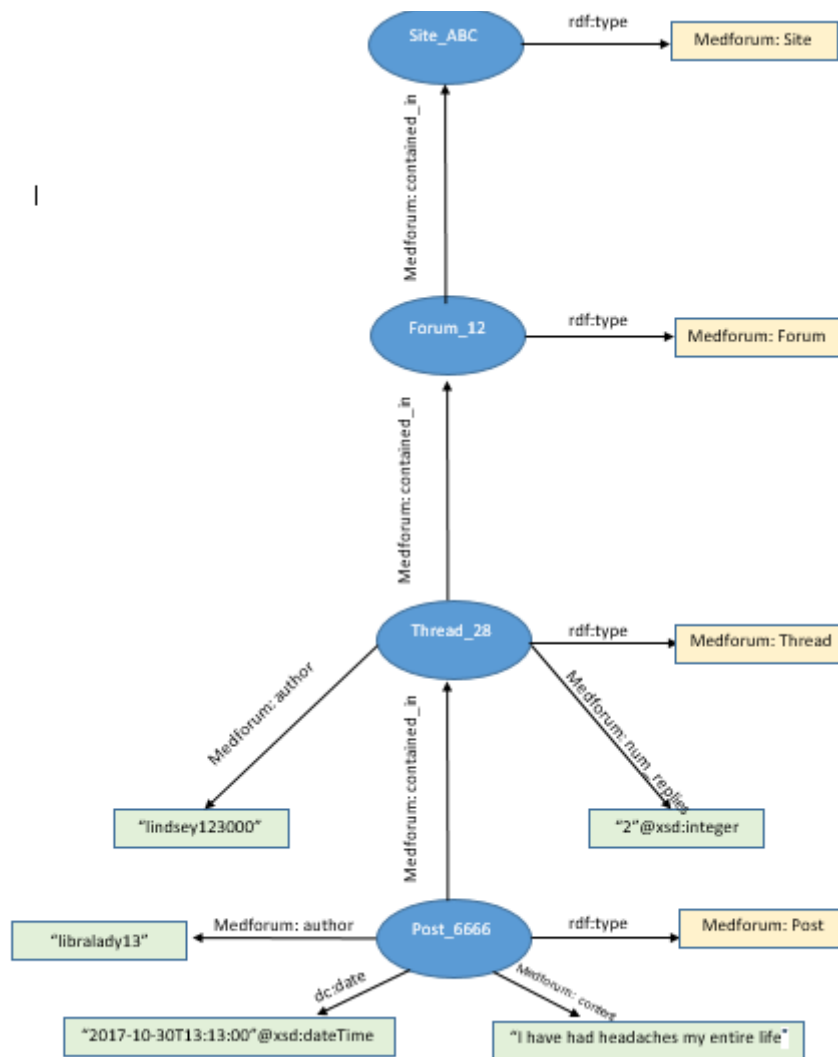 Site_ABC
rdf:type
Medforum: Site
Medforum: contained_in
Forum_12
rdf:type
Medforum: Forum
Medforum: contained_in
Thread_28
rdf:type
Medforum: Thread
Medforum: author
Medforum: num_replies
Medforum: contained_in
“lindsey123000”
“2”@xsd:integer
Post_6666
Medforum: author
rdf:type
Medforum: Post
“libralady13”
dc:date
Medforum:
“2017-10-30T13:13:00”@xsd:dateTime
“I have had headaches my entire life”